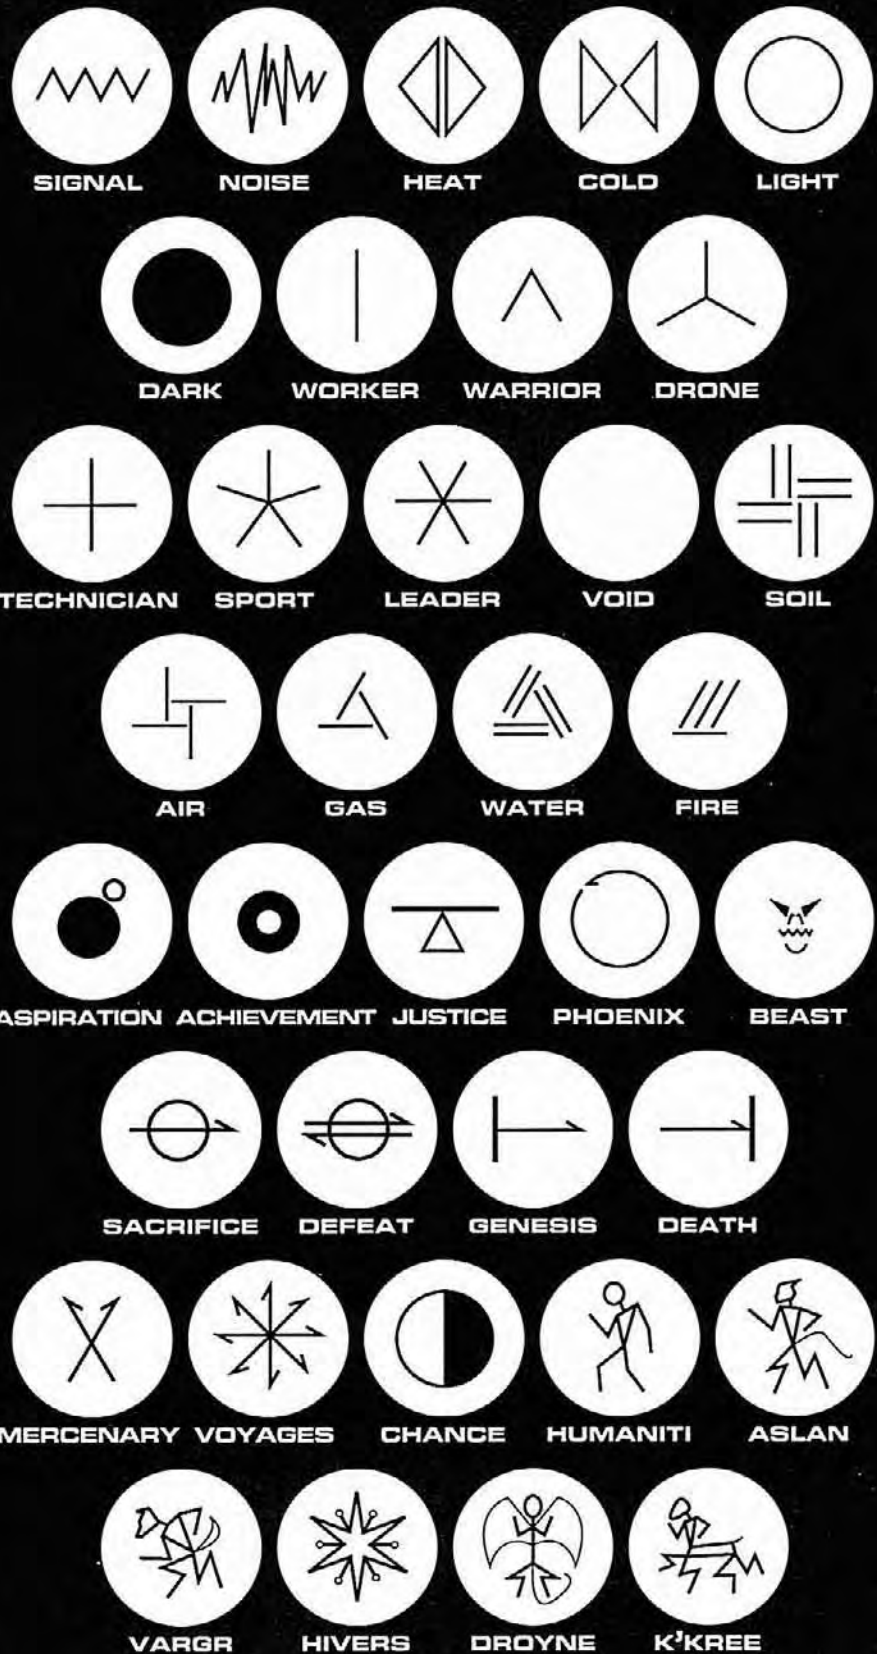 SIGNAL NOISE HEAT COLD LIGHT
DARK WORKER WARRIOR DRONE
TECHNICIAN SPORT LEADER VOID SOIL
AIR GAS WATER FIRE
ASPIRATION ACHIEVEMENT JUSTICE PHOENIX BEAST
SACRIFICE DEFEAT GENESIS DEATH
MERCENARY VOYAGES CHANCE HUMANITI ASLAN
VARGR HIVERS DROYNE K'KREE